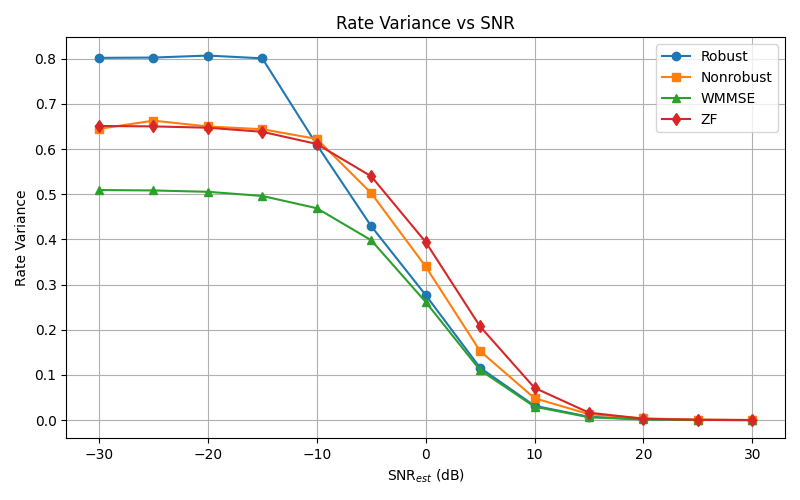 Rate Variance vs SNR
Robust
Nonrobust
WMMSE
ZF
Rate Variance
0.8
0.7
0.6
0.5
0.4
0.3
0.2
0.1
0.0
−30
−20
−10
0
10
20
30
SNR_est (dB)